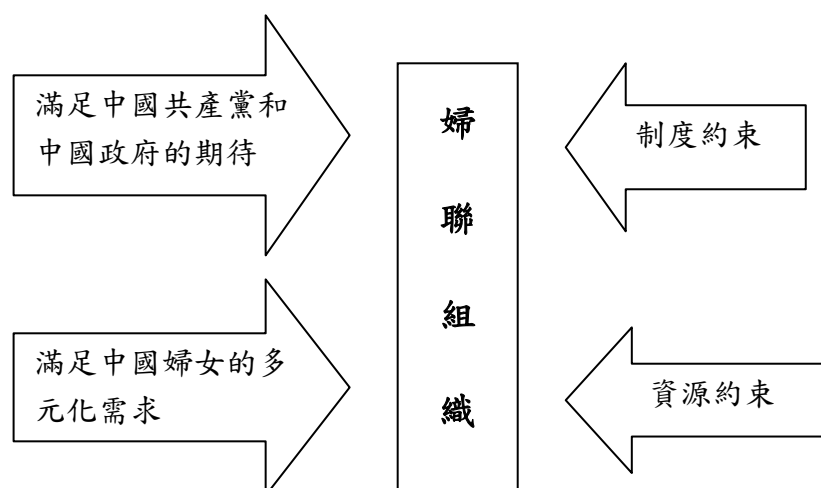 滿足中國共產黨和
中國政府的期待
婦
聯
組
織
制度約束
滿足中國婦女的多
元化需求
資源約束